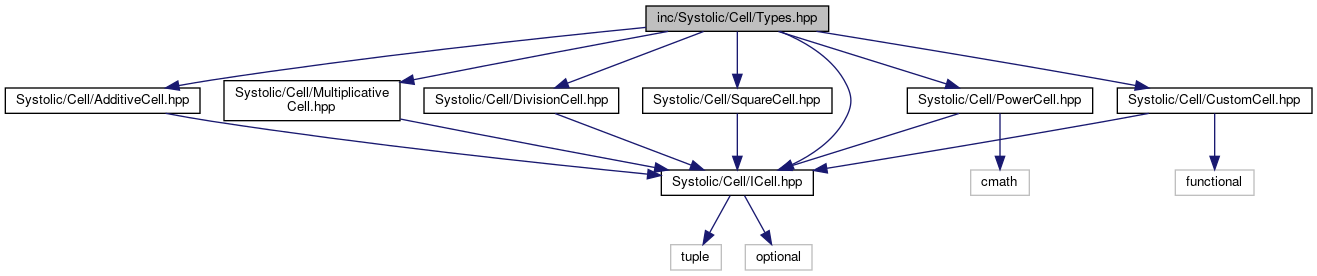 inc/Systolic/Cell/Types.hpp
Systolic/Cell/AdditiveCell.hpp
Systolic/Cell/Multiplicative
Cell.hpp
Systolic/Cell/DivisionCell.hpp
Systolic/Cell/SquareCell.hpp
Systolic/Cell/PowerCell.hpp
Systolic/Cell/CustomCell.hpp
Systolic/Cell/ICell.hpp
cmath
functional
tuple
optional